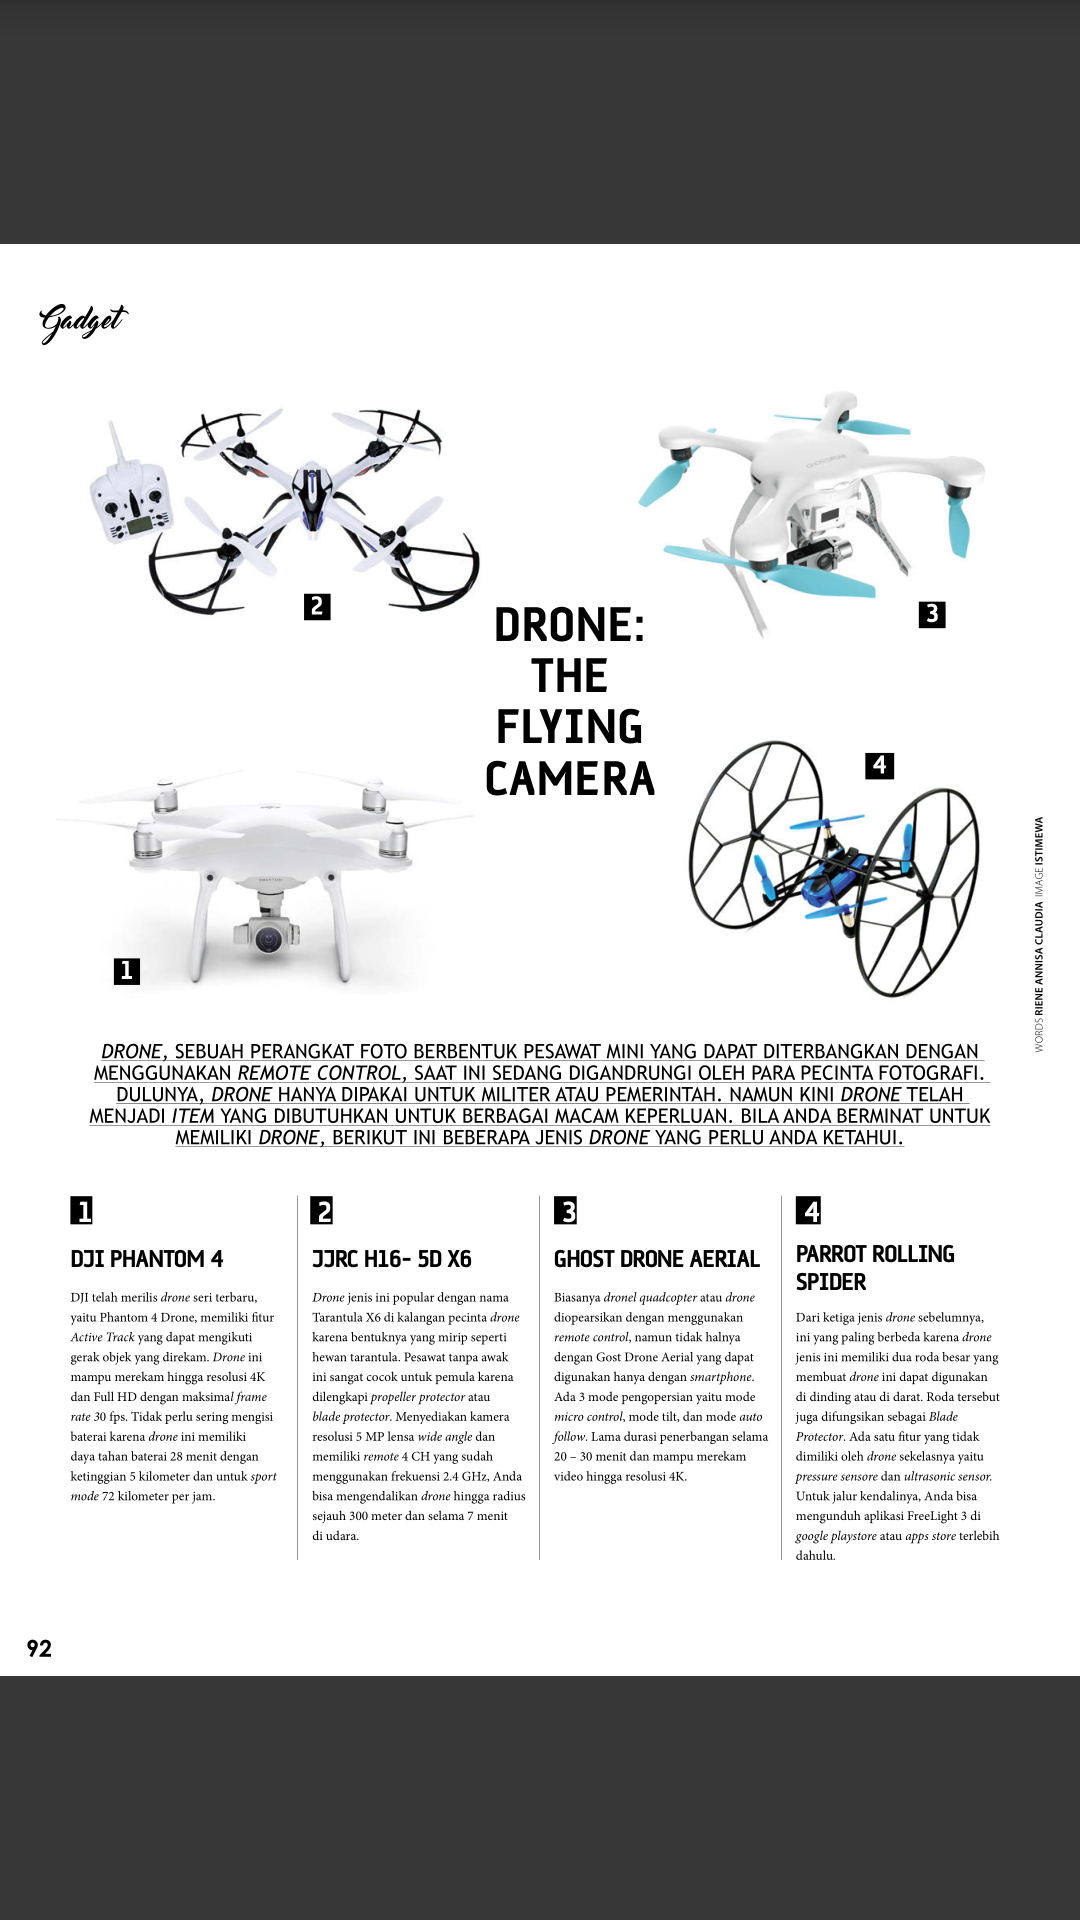 Gadget
2
3
DRONE:
THE
FLYING
CAMERA
4
1
WORDS RIENE ANNISA CLAUDIA IMAGE ISTIMEWA
DRONE, SEBUAH PERANGKAT FOTO BERBENTUK PESAWAT MINI YANG DAPAT DITERBANGKAN DENGAN
MENGGUNAKAN REMOTE CONTROL, SAAT INI SEDANG DIGANDRUNGI OLEH PARA PECINTA FOTOGRAFI.
DULUNYA, DRONE HANYA DIPAKAI UNTUK MILITER ATAU PEMERINTAH. NAMUN KINI DRONE TELAH
MENJADI ITEM YANG DIBUTUHKAN UNTUK BERBAGAI MACAM KEPERLUAN. BILA ANDA BERMINAT UNTUK
MEMILIKI DRONE, BERIKUT INI BEBERAPA JENIS DRONE YANG PERLU ANDA KETAHUI.
1
DJI PHANTOM 4
DJI telah merilis drone seri terbaru,
yaitu Phantom 4 Drone, memiliki fitur
Active Track yang dapat mengikuti
gerak objek yang direkam. Drone ini
mampu merekam hingga resolusi 4K
dan Full HD dengan maksimal frame
rate 30 fps. Tidak perlu sering mengisi
baterai karena drone ini memiliki
daya tahan baterai 28 menit dengan
ketinggian 5 kilometer dan untuk sport
mode 72 kilometer per jam.
2
JJRC H16- 5D X6
Drone jenis ini popular dengan nama
Tarantula X6 di kalangan pecinta drone
karena bentuknya yang mirip seperti
hewan tarantula. Pesawat tanpa awak
ini sangat cocok untuk pemula karena
dilengkapi propeller protector atau
blade protector. Menyediakan kamera
resolusi 5 MP lensa wide angle dan
memiliki remote 4 CH yang sudah
menggunakan frekuensi 2.4 GHz, Anda
bisa mengendalikan drone hingga radius
sejauh 300 meter dan selama 7 menit
di udara.
3
GHOST DRONE AERIAL
Biasanya dronel quadcopter atau drone
diopearsikan dengan menggunakan
remote control, namun tidak halnya
dengan Gost Drone Aerial yang dapat
digunakan hanya dengan smartphone.
Ada 3 mode pengopersian yaitu mode
micro control, mode tilt, dan mode auto
follow. Lama durasi penerbangan selama
20 – 30 menit dan mampu merekam
video hingga resolusi 4K.
4
PARROT ROLLING
SPIDER
Dari ketiga jenis drone sebelumnya,
ini yang paling berbeda karena drone
jenis ini memiliki dua roda besar yang
membuat drone ini dapat digunakan
di dinding atau di darat. Roda tersebut
juga difungsikan sebagai Blade
Protector. Ada satu fitur yang tidak
dimiliki oleh drone sekelasnya yaitu
pressure sensore dan ultrasonic sensor.
Untuk jalur kendalinya, Anda bisa
mengunduh aplikasi FreeLight 3 di
google playstore atau apps store terlebih
dahulu.
92